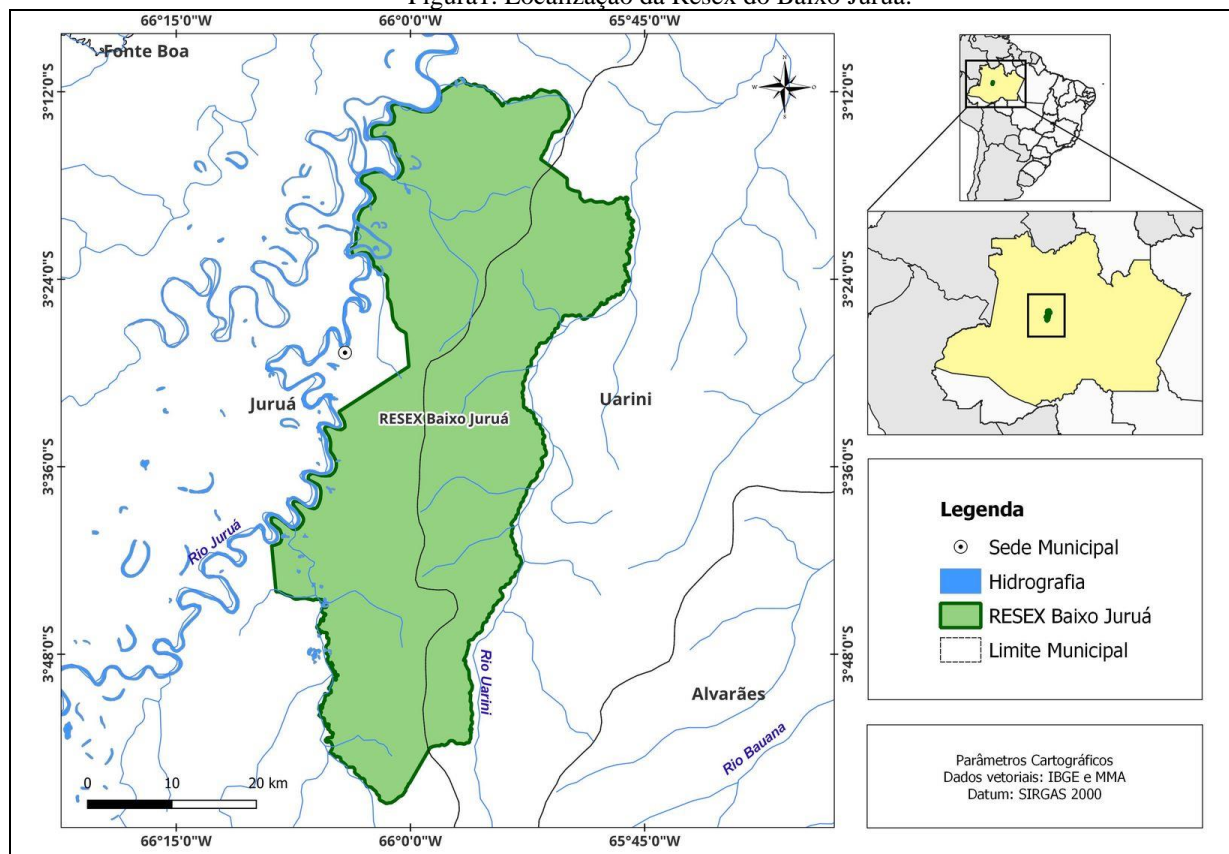 Figura1. Localização da Resex do Baixo Juruá.
66°15'0"W 66°0'0"W 65°45'0"W
Fonte Boa
3°12'0"S 3°12'0"S
N
W O
S
3°24'0"S 3°24'0"S
Juruá
RESEX Baixo Juruá
Uarini
3°36'0"S 3°36'0"S
Rio Juruá
3°48'0"S 3°48'0"S
Rio Uarini
Alvarães
Rio Bauana
0 10 20 km
66°15'0"W 66°0'0"W 65°45'0"W
Legenda
Sede Municipal
Hidrografia
RESEX Baixo Juruá
Limite Municipal
Parâmetros Cartográficos
Dados vetoriais: IBGE e MMA
Datum: SIRGAS 2000